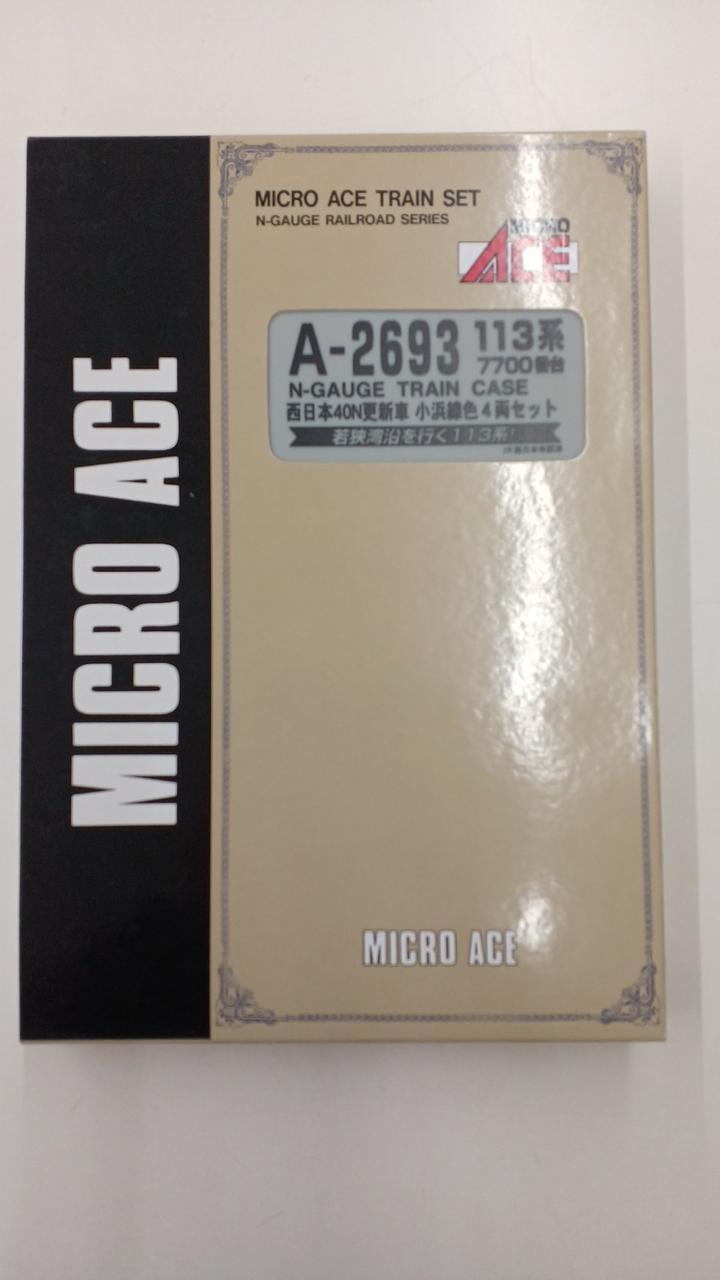 MICRO ACE
MICRO ACE TRAIN SET
N-GAUGE RAILROAD SERIES
MICRO
ACE
A-2693 113系
7700番台
N-GAUGE TRAIN CASE
西日本40N更新車 小浜線色 4両セット
若狭湾沿を行く113系!
MICRO ACE